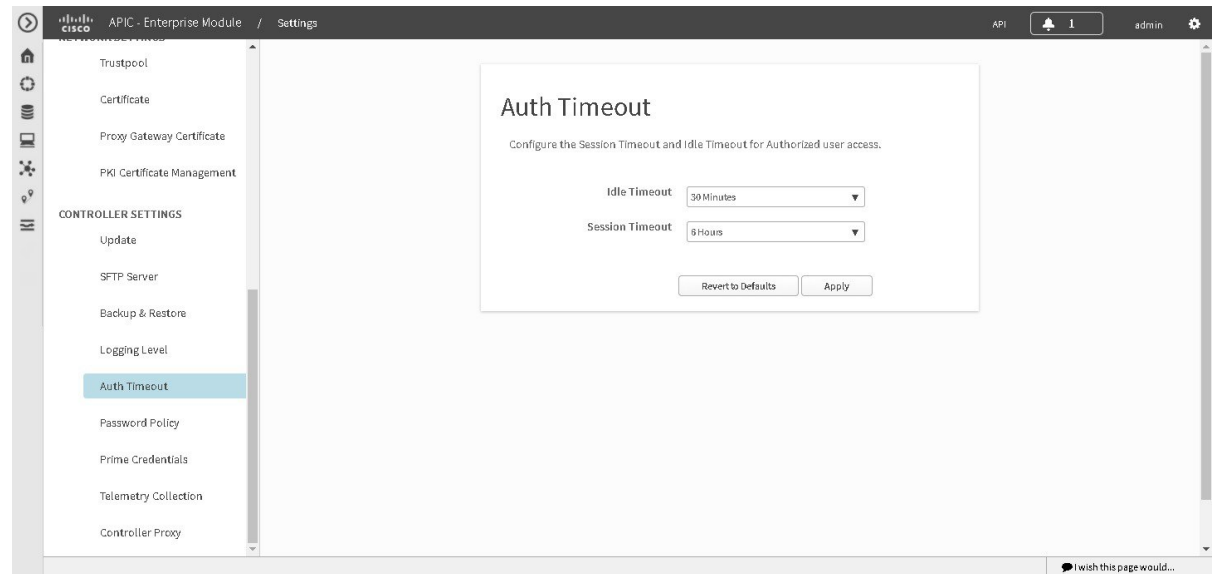 cisco APIC - Enterprise Module / Settings API 1 admin
NETWORK SETTINGS
Trustpool
Certificate
Proxy Gateway Certificate
PKI Certificate Management
CONTROLLER SETTINGS
Update
SFTP Server
Backup & Restore
Logging Level
Auth Timeout
Password Policy
Prime Credentials
Telemetry Collection
Controller Proxy
Auth Timeout
Configure the Session Timeout and Idle Timeout for Authorized user access.
Idle Timeout 30 Minutes
Session Timeout 6 Hours
Revert to Defaults Apply
I wish this page would...